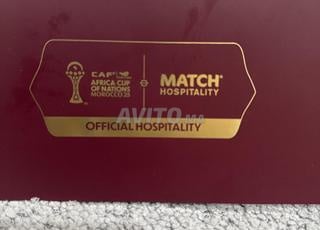 CAF
AFRICA CUP
OF NATIONS
MOROCCO 25
MATCH
HOSPITALITY
AVITO.MA
OFFICIAL HOSPITALITY